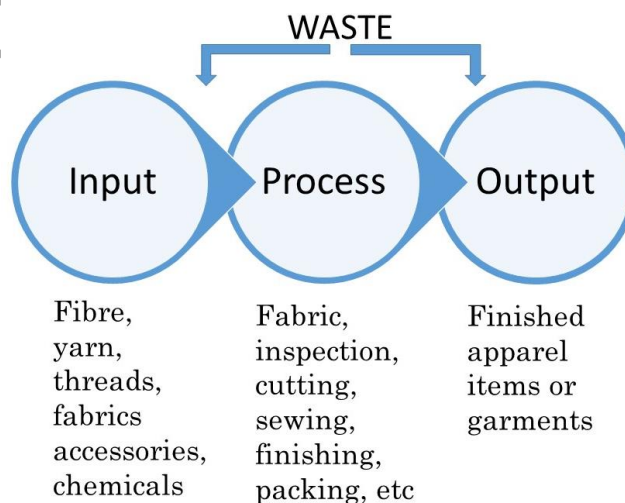 WASTE
Input
Process
Output
Fibre,
yarn,
threads,
fabrics
accessories,
chemicals
Fabric,
inspection,
cutting,
sewing,
finishing,
packing, etc
Finished
apparel
items or
garments